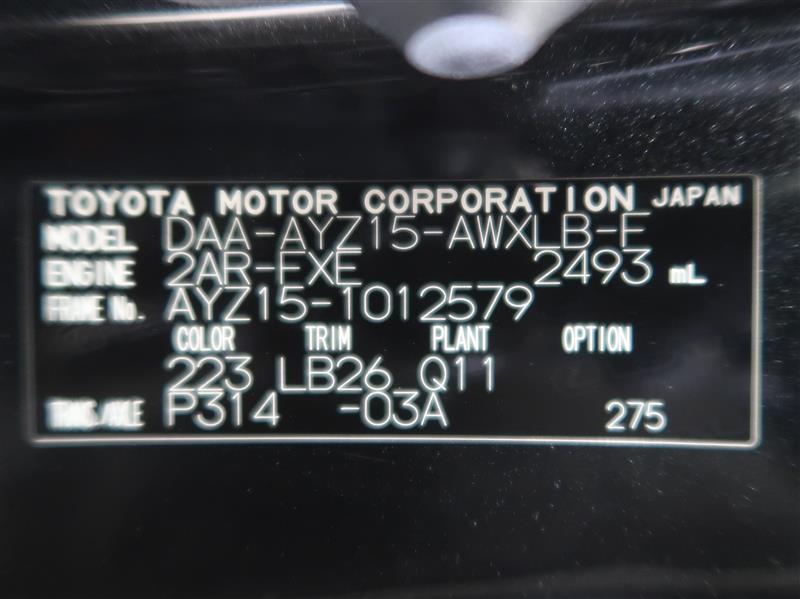 TOYOTA MOTOR CORPORATION JAPAN
MODEL DAA-AYZ15-AWXLB-F
ENGINE 2AR-FXE 2493 mL
FRAME No. AYZ15-1012579
COLOR TRIM PLANT OPTION
223 LB26 Q11
TRANS./AXLE P314 -03A 275